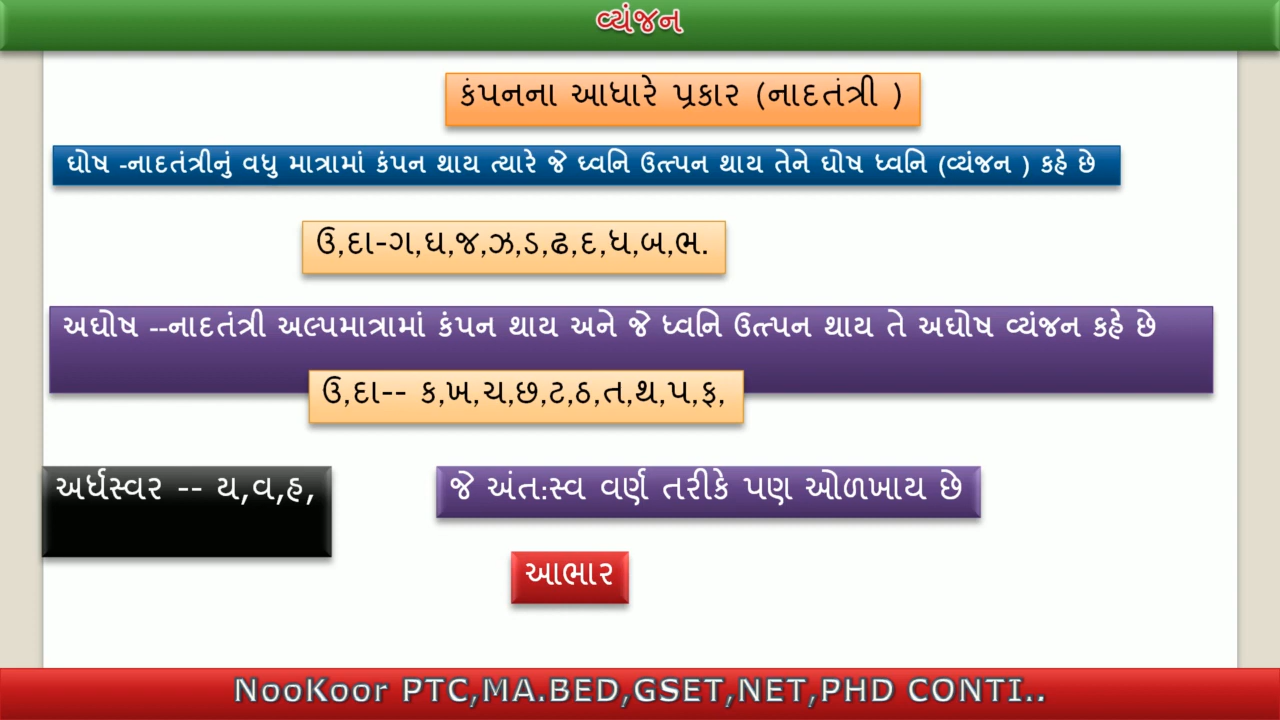 વ્યંજન
કંપનના આધારે પ્રકાર (નાદતંત્રી )
ઘોષ -નાદતંત્રીનું વધુ માત્રામાં કંપન થાય ત્યારે જે ધ્વનિ ઉત્ત્પન થાય તેને ઘોષ ધ્વનિ (વ્યંજન ) કહે છે
ઉ,દા-ગ,ઘ,જ,ઝ,ડ,ઢ,દ,ધ,બ,ભ.
અઘોષ --નાદતંત્રી અલ્પમાત્રામાં કંપન થાય અને જે ધ્વનિ ઉત્ત્પન થાય તે અઘોષ વ્યંજન કહે છે
ઉ,દા-- ક,ખ,ચ,છ,ટ,ઠ,ત,થ,પ,ફ,
અર્ધસ્વર -- ય,વ,હ,
જે અંત:સ્વ વર્ણ તરીકે પણ ઓળખાય છે
આભાર
NooKoor PTC,MA.BED,GSET,NET,PHD CONTI..